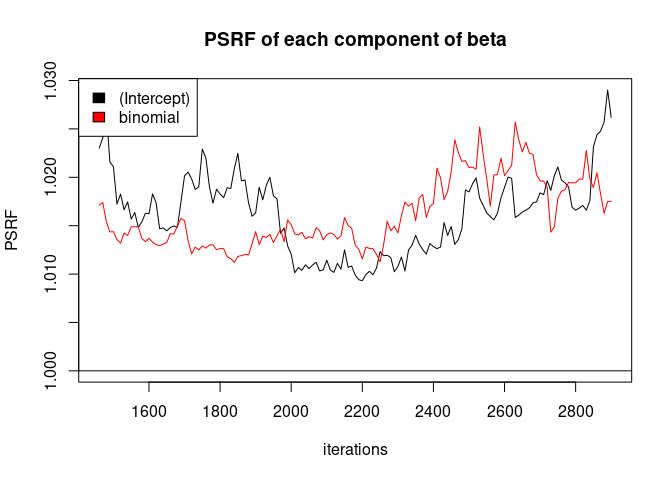 PSRF of each component of beta
(Intercept)
binomial
PSRF
1.030
1.020
1.010
1.000
1600 1800 2000 2200 2400 2600 2800
iterations